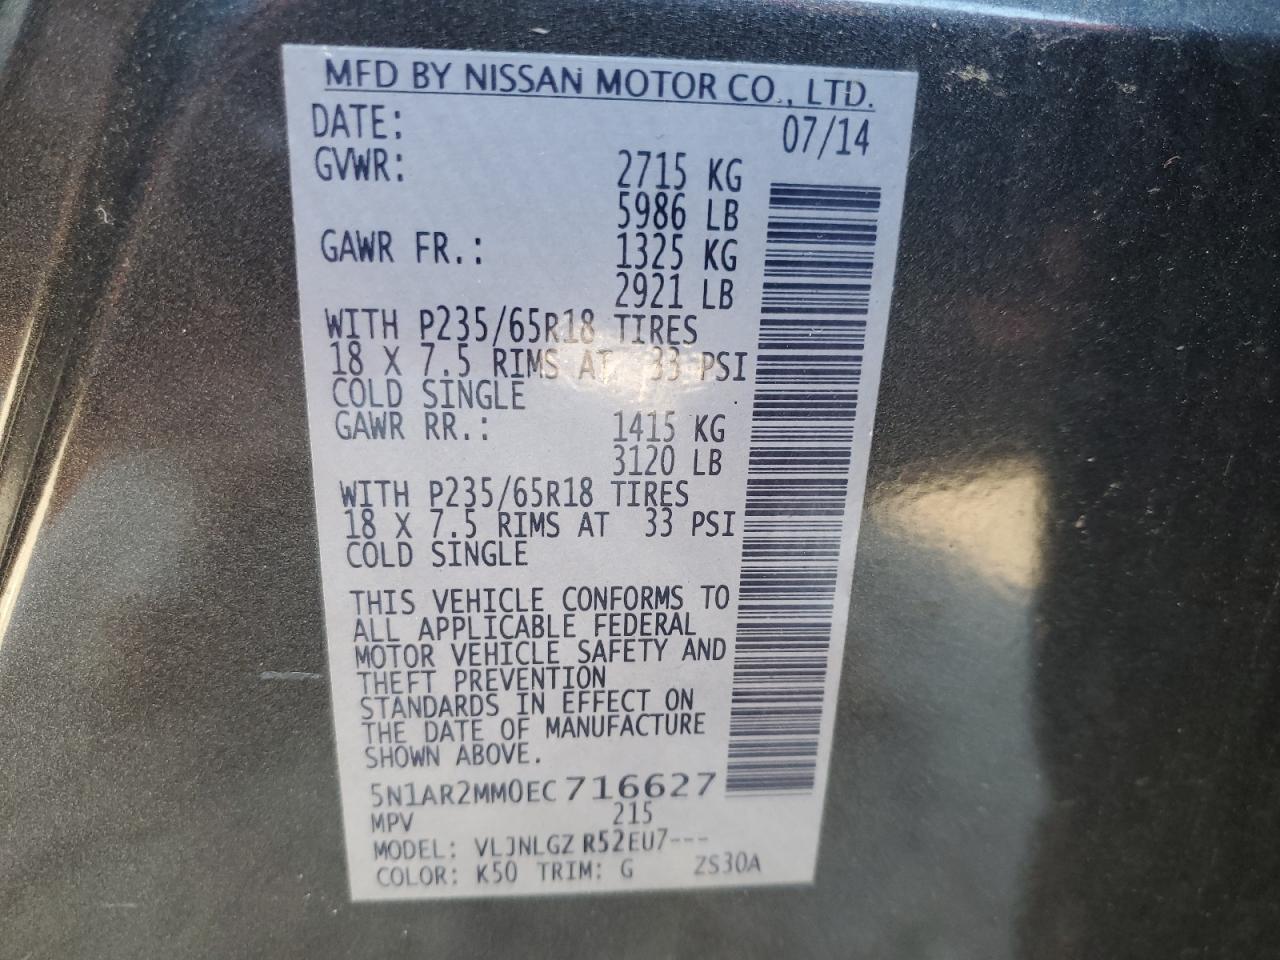 MFD BY NISSAN MOTOR CO., LTD.
DATE: 07/14
GVWR: 2715 KG
5986 LB
GAWR FR.: 1325 KG
2921 LB
WITH P235/65R18 TIRES
18 X 7.5 RIMS AT 33 PSI
COLD SINGLE
GAWR RR.: 1415 KG
3120 LB
WITH P235/65R18 TIRES
18 X 7.5 RIMS AT 33 PSI
COLD SINGLE
THIS VEHICLE CONFORMS TO
ALL APPLICABLE FEDERAL
MOTOR VEHICLE SAFETY AND
THEFT PREVENTION
STANDARDS IN EFFECT ON
THE DATE OF MANUFACTURE
SHOWN ABOVE.
5N1AR2MM0EC716627
MPV 215
MODEL: VLJNLGZ R52EU7---
COLOR: K50 TRIM: G ZS30A